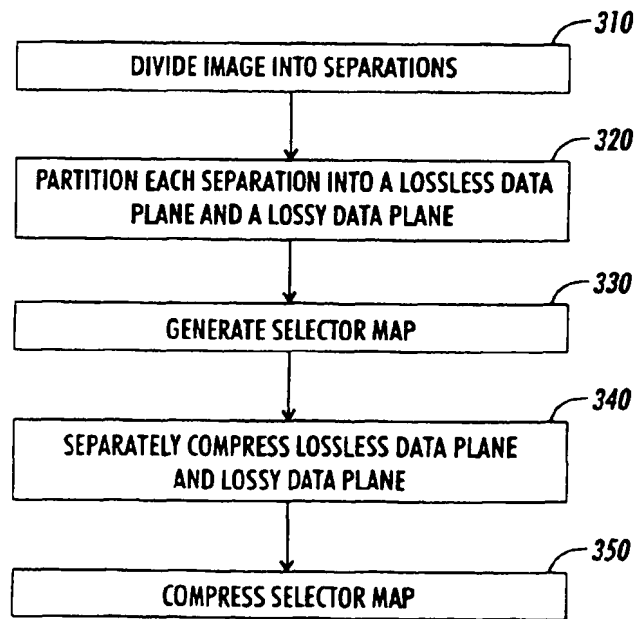 310
DIVIDE IMAGE INTO SEPARATIONS
320
PARTITION EACH SEPARATION INTO A LOSSLESS DATA
PLANE AND A LOSSY DATA PLANE
330
GENERATE SELECTOR MAP
340
SEPARATELY COMPRESS LOSSLESS DATA PLANE
AND LOSSY DATA PLANE
350
COMPRESS SELECTOR MAP